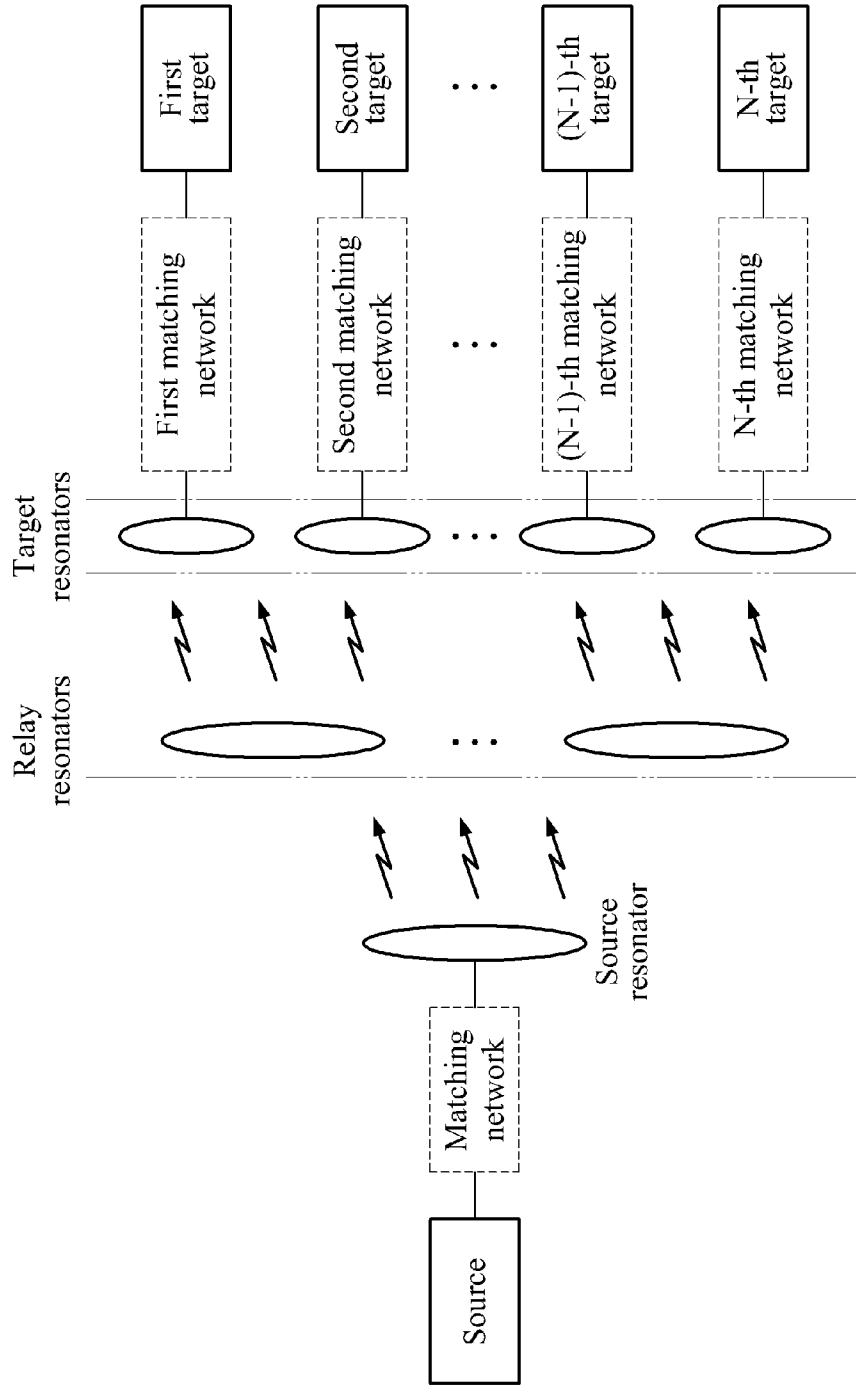 Source
Matching
network
Source
resonator
Relay
resonators
Target
resonators
First matching
network
First
target
Second matching
network
Second
target
(N-1)-th matching
network
(N-1)-th
target
N-th matching
network
N-th
target